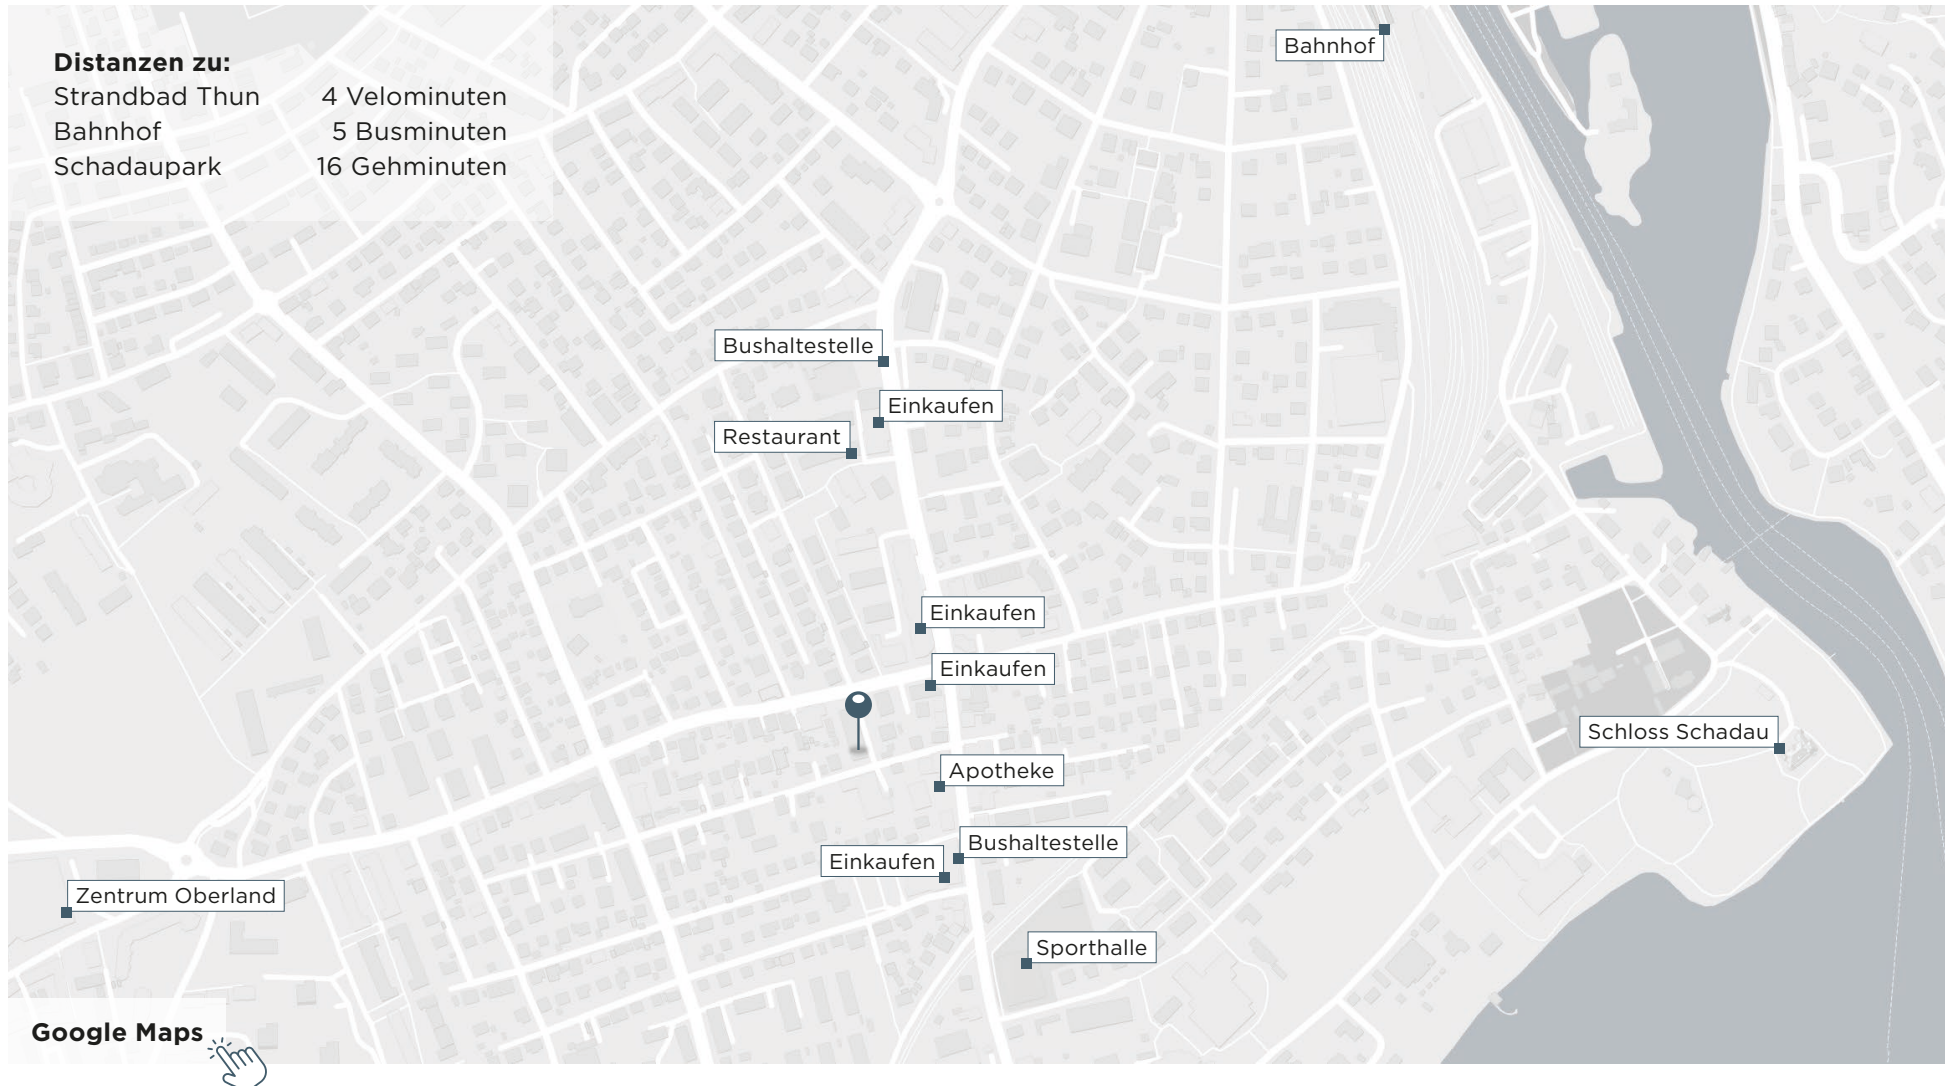 Distanzen zu:
Strandbad Thun 4 Velominuten
Bahnhof 5 Busminuten
Schadaupark 16 Gehminuten
Bahnhof
Bushaltestelle
Einkaufen
Restaurant
Einkaufen
Einkaufen
Schloss Schadau
Apotheke
Bushaltestelle
Einkaufen
Zentrum Oberland
Sporthalle
Google Maps